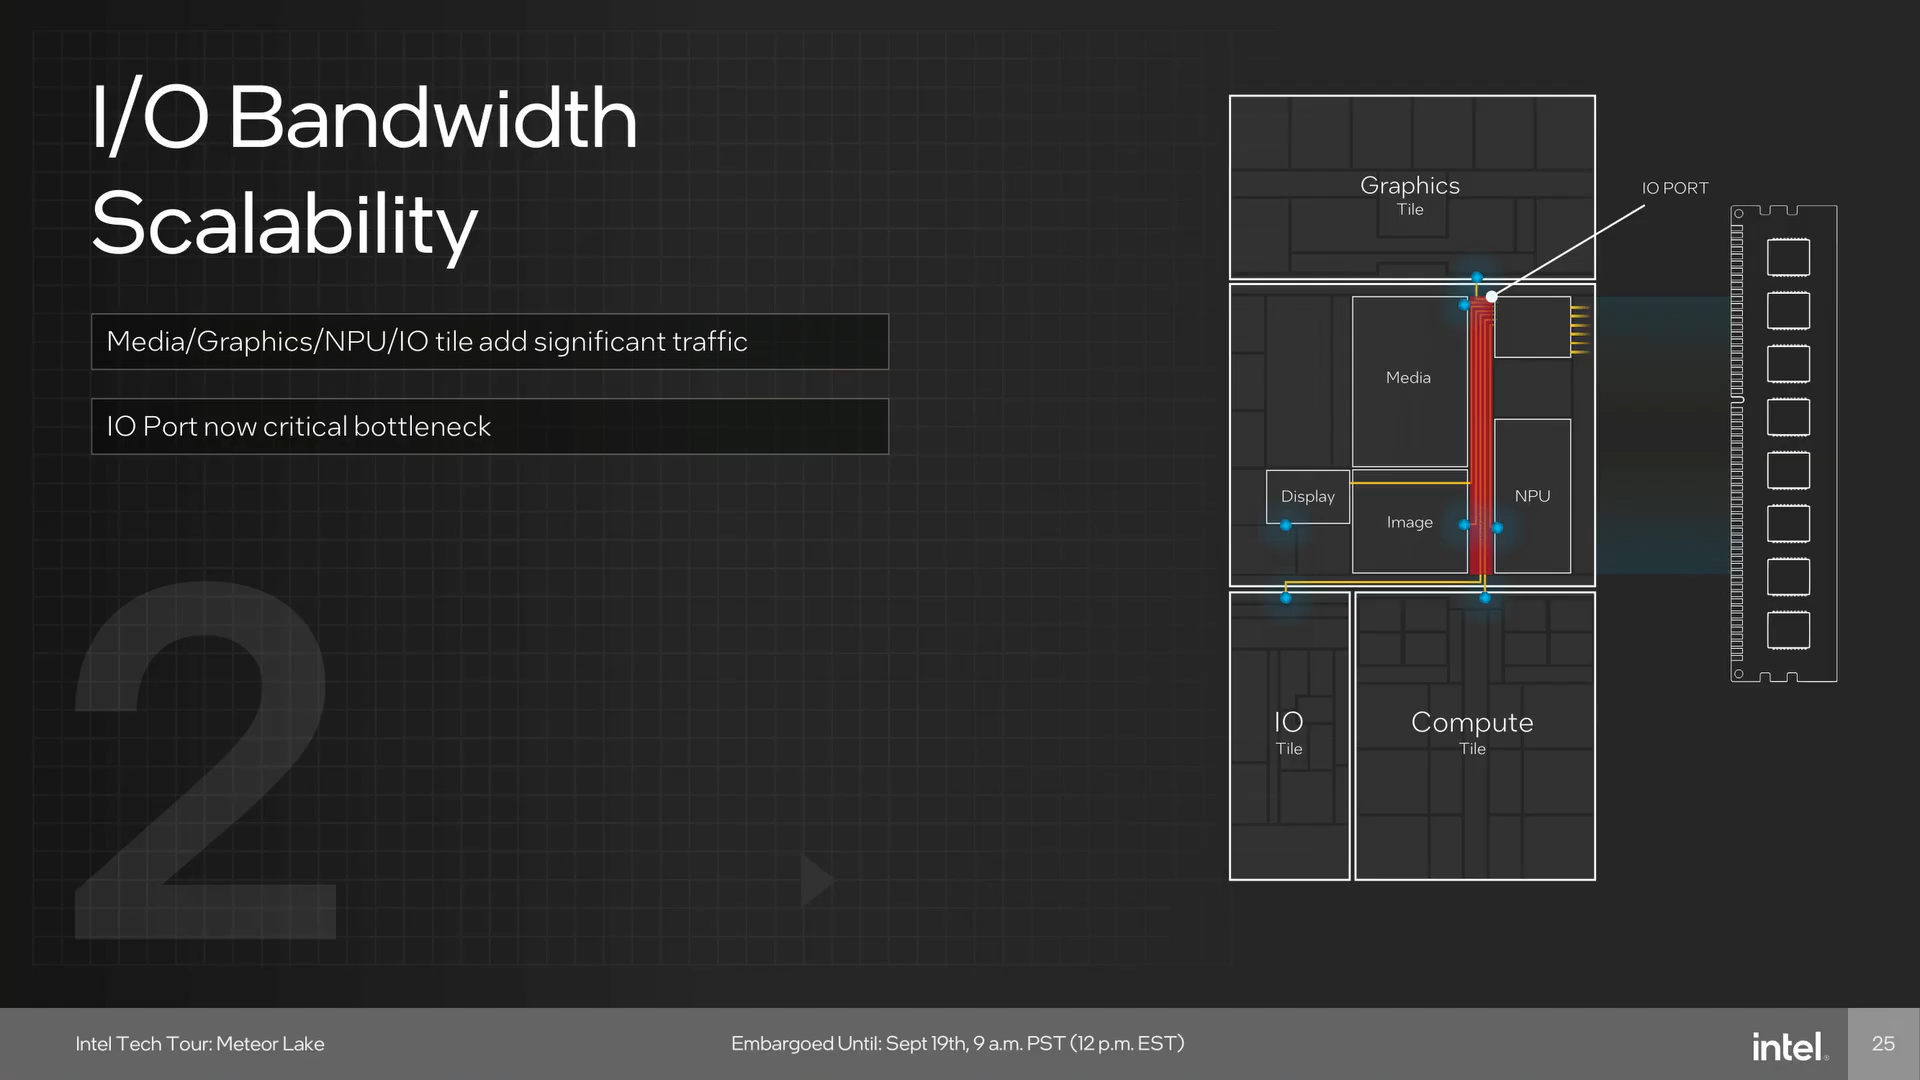 I/O Bandwidth
Scalability
Media/Graphics/NPU/IO tile add significant traffic
IO Port now critical bottleneck
2
Graphics
Tile
IO PORT
Media
Display
Image
NPU
IO
Tile
Compute
Tile
Intel Tech Tour: Meteor Lake
Embargoed Until: Sept 19th, 9 a.m. PST (12 p.m. EST)
intel®
25